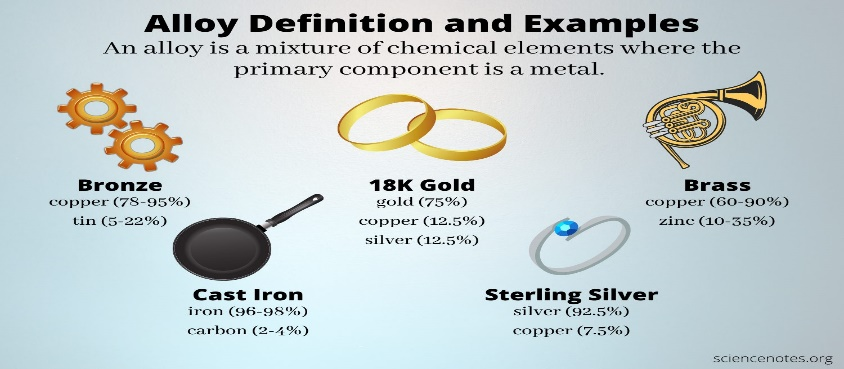 Alloy Definition and Examples
An alloy is a mixture of chemical elements where the
primary component is a metal.
Bronze
copper (78-95%)
tin (5-22%)
18K Gold
gold (75%)
copper (12.5%)
silver (12.5%)
Brass
copper (60-90%)
zinc (10-35%)
Cast Iron
iron (96-98%)
carbon (2-4%)
Sterling Silver
silver (92.5%)
copper (7.5%)
sciencenotes.org